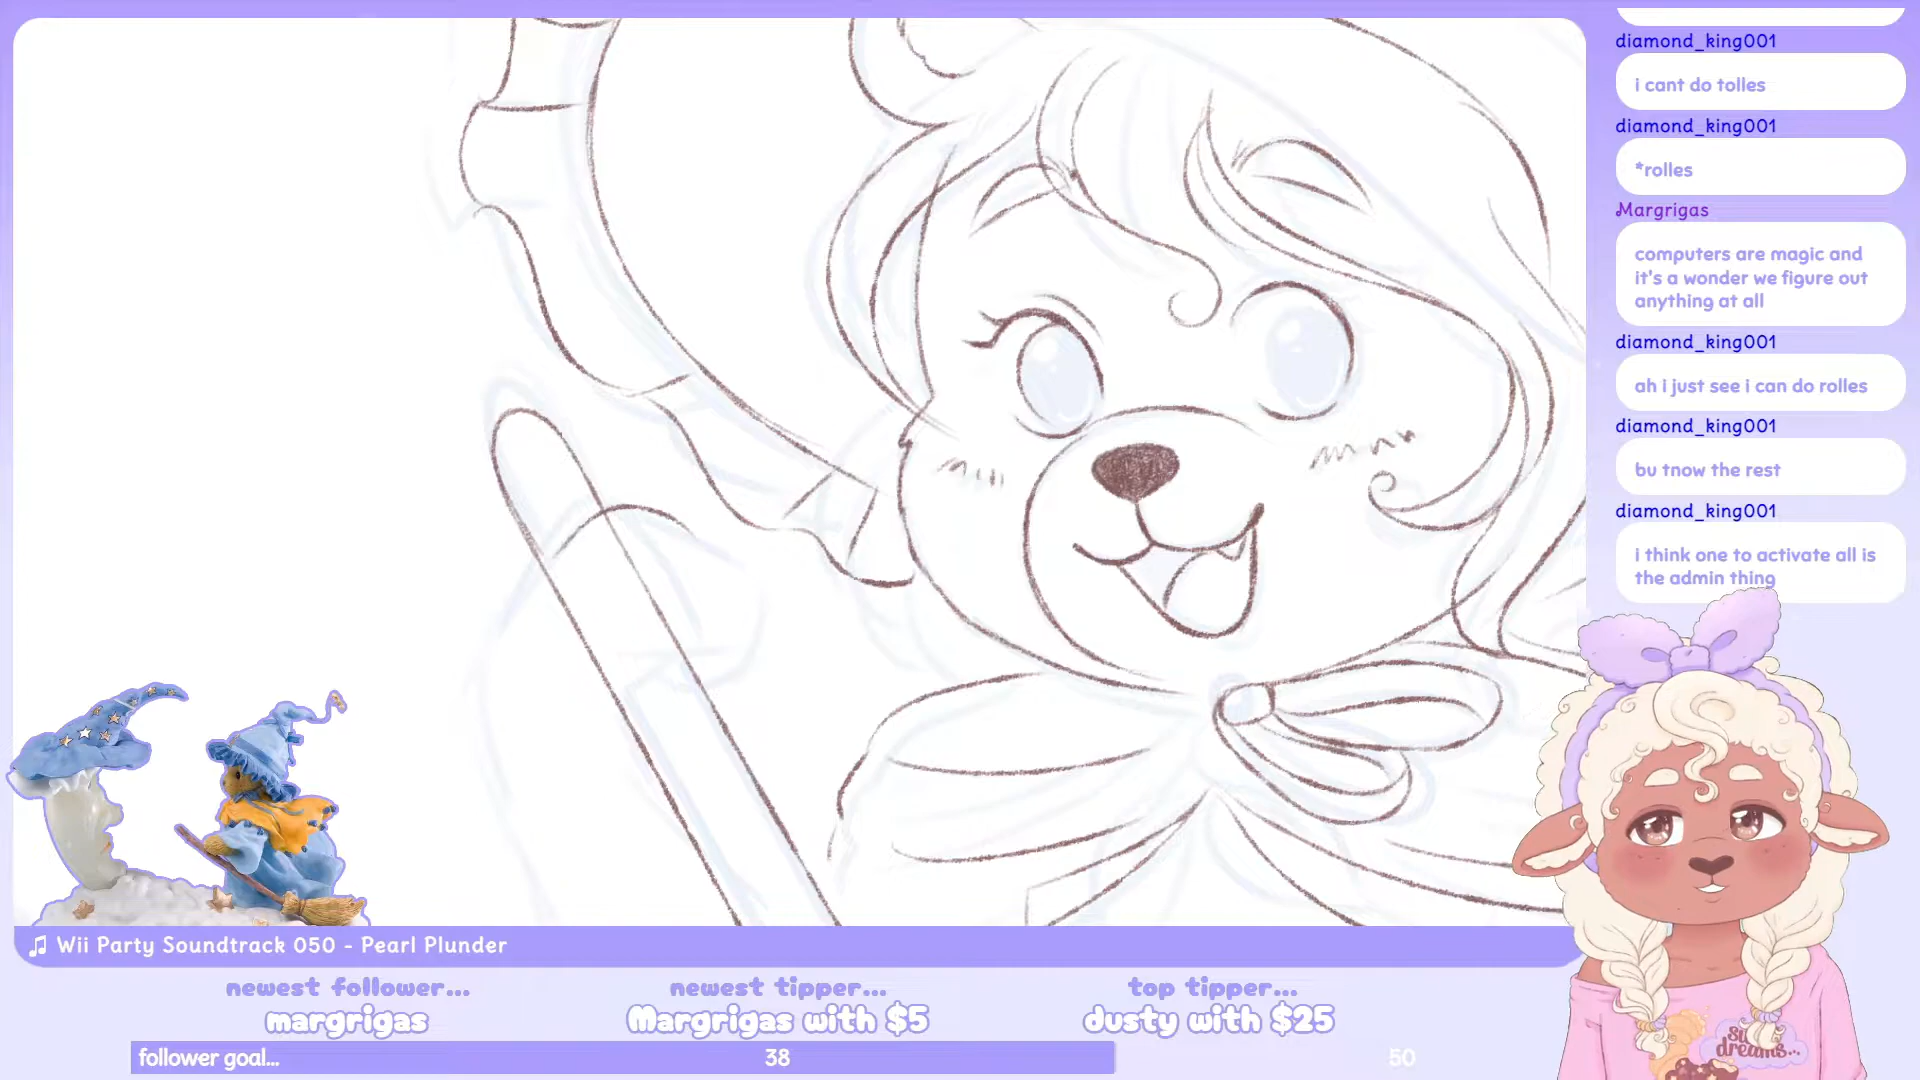 diamond_king001
i cant do tolles
diamond_king001
*rolles
Margrigas
computers are magic and
it's a wonder we figure out
anything at all
diamond_king001
ah i just see i can do rolles
diamond_king001
bu tnow the rest
diamond_king001
i think one to activate all is
the admin thing
Wii Party Soundtrack 050 - Pearl Plunder
newest follower...
margrigas
newest tipper...
Margrigas with $5
top tipper...
dusty with $25
follower goal...
38
50
dreams...